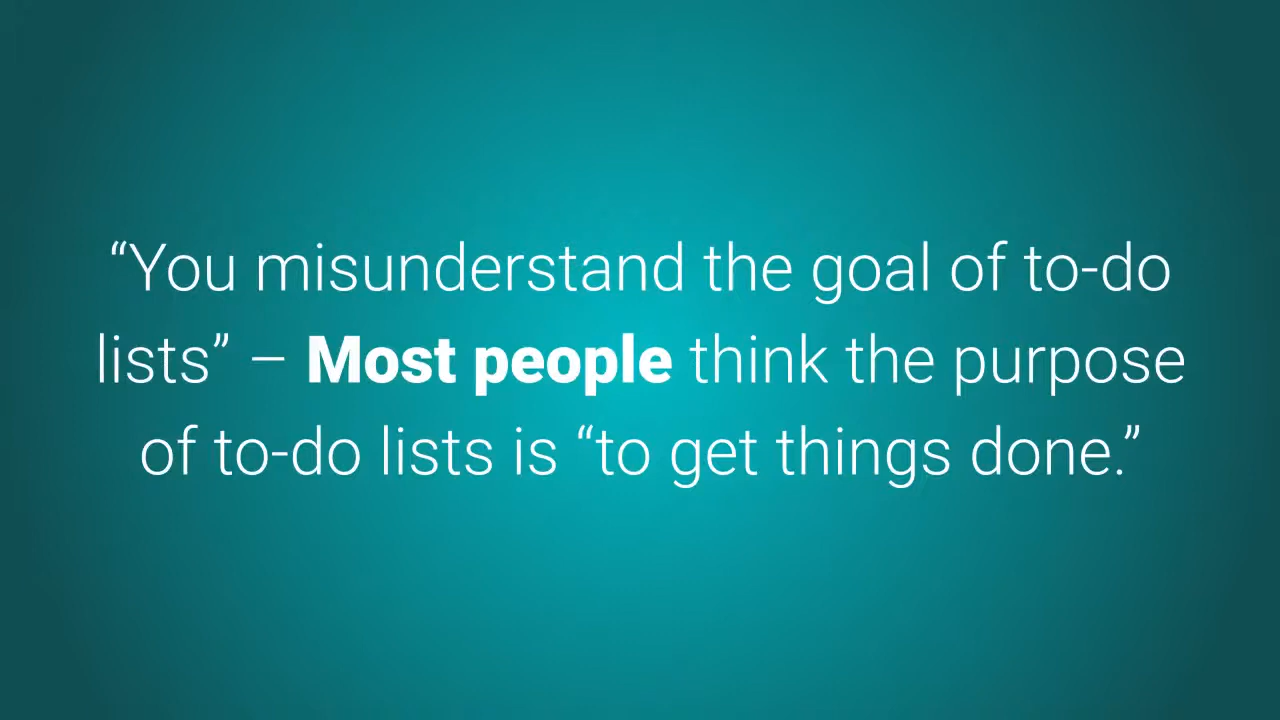 “You misunderstand the goal of to-do
lists” – Most people think the purpose
of to-do lists is “to get things done.”